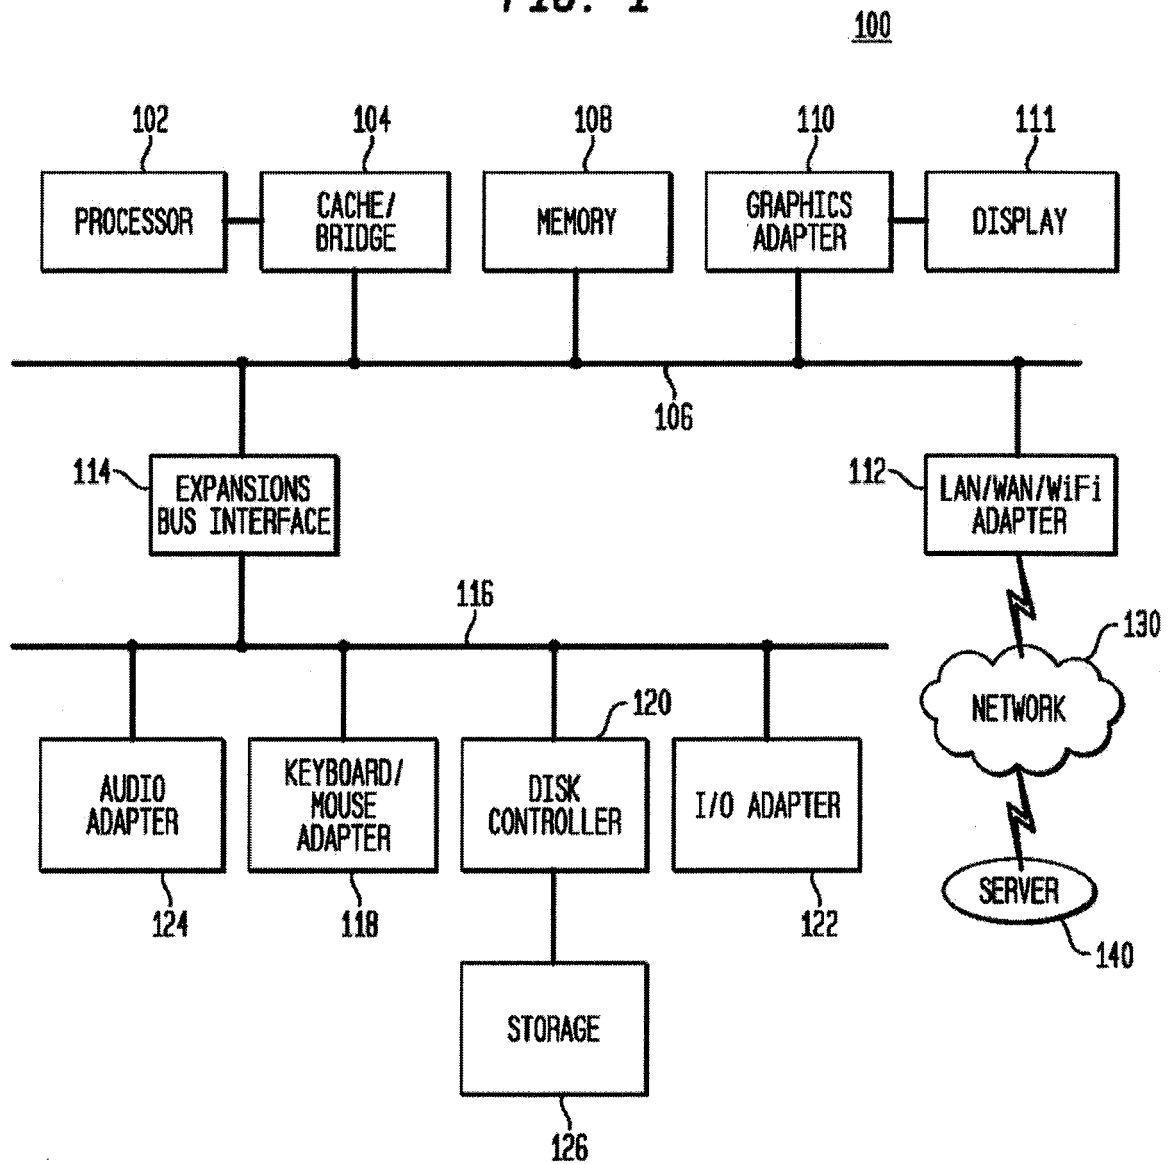 FIG. 1
100
102
104
108
110
111
PROCESSOR
CACHE/
BRIDGE
MEMORY
GRAPHICS
ADAPTER
DISPLAY
106
114
EXPANSIONS
BUS INTERFACE
112
LAN/WAN/WiFi
ADAPTER
116
130
NETWORK
120
AUDIO
ADAPTER
KEYBOARD/
MOUSE
ADAPTER
DISK
CONTROLLER
I/O ADAPTER
SERVER
124
118
122
140
STORAGE
126